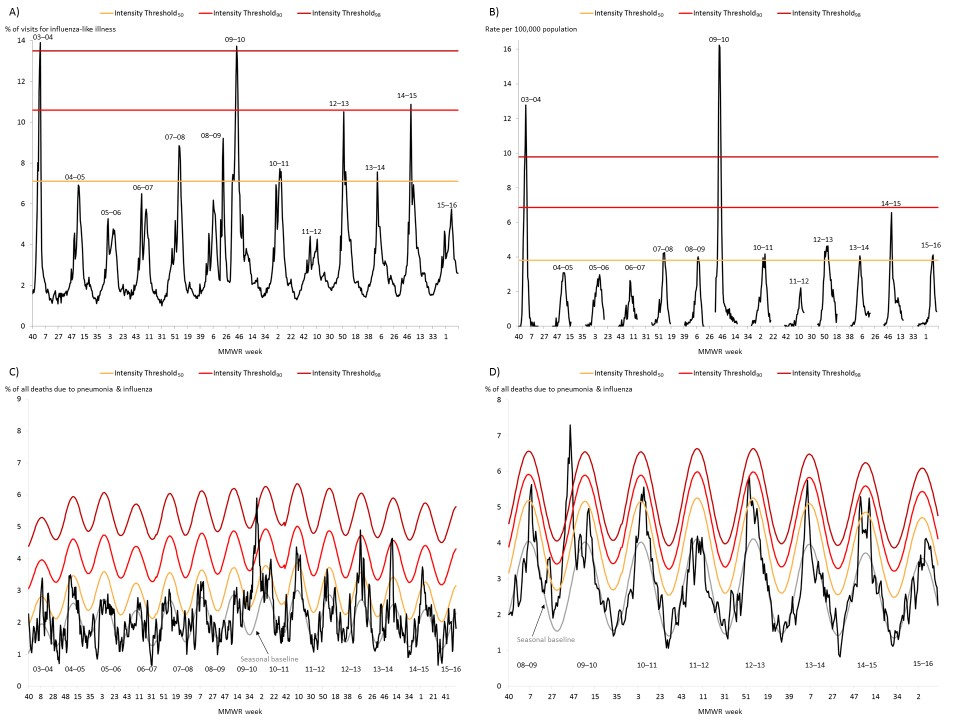 A)
Intensity Threshold50 Intensity Threshold90 Intensity Threshold98
% of visits for influenza-like illness
14
12
10
8
6
4
2
0
03–04
04–05
05–06
06–07
07–08
08–09
09–10
10–11
11–12
12–13
13–14
14–15
15–16
40 7 27 47 15 35 3 23 43 11 31 51 19 39 6 26 46 14 34 2 22 42 10 30 50 18 38 6 26 46 13 33 1
MMWR week
B)
Intensity Threshold50 Intensity Threshold90 Intensity Threshold98
Rate per 100,000 population
16
14
12
10
8
6
4
2
0
03–04
04–05
05–06
06–07
07–08
08–09
09–10
10–11
11–12
12–13
13–14
14–15
15–16
40 7 27 47 15 35 3 23 43 11 31 51 19 39 6 26 46 14 34 2 22 42 10 30 50 18 38 6 26 46 13 33 1
MMWR week
C)
Intensity Threshold50 Intensity Threshold90 Intensity Threshold98
% of all deaths due to pneumonia & influenza
9
8
7
6
5
4
3
2
1
0
Seasonal baseline
03–04 04–05 05–06 06–07 07–08 08–09 09–10 10–11 11–12 12–13 13–14 14–15 15–16
40 8 28 48 16 36 3 23 43 11 31 51 19 39 7 27 47 14 34 2 22 42 10 30 50 18 38 6 26 46 14 34 1 21 41
MMWR week
D)
Intensity Threshold50 Intensity Threshold90 Intensity Threshold98
% of all deaths due to pneumonia & influenza
8
7
6
5
4
3
2
1
0
Seasonal baseline
08–09 09–10 10–11 11–12 12–13 13–14 14–15 15–16
40 7 27 47 15 35 3 23 43 11 31 51 19 39 7 27 47 14 34 2
MMWR week